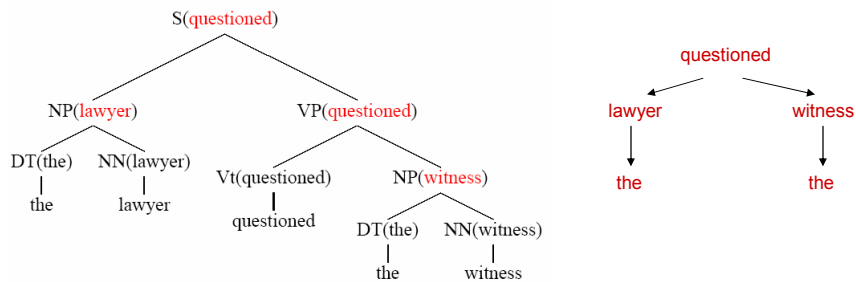 S(questioned)
NP(lawyer) VP(questioned)
DT(the) NN(lawyer) Vt(questioned) NP(witness)
the lawyer questioned
DT(the) NN(witness)
the witness
questioned
lawyer witness
the the